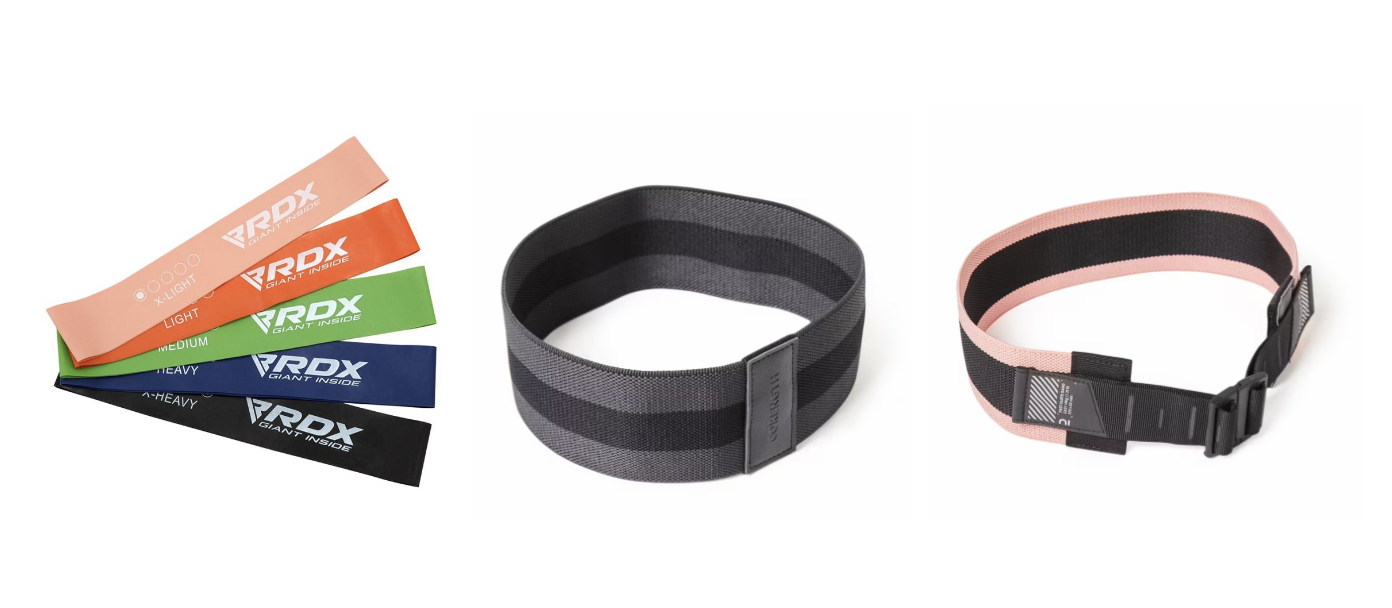 RDX
GIANT INSIDE
X-LIGHT
RDX
GIANT INSIDE
LIGHT
RDX
GIANT INSIDE
MEDIUM
RDX
GIANT INSIDE
HEAVY
RDX
GIANT INSIDE
X-HEAVY